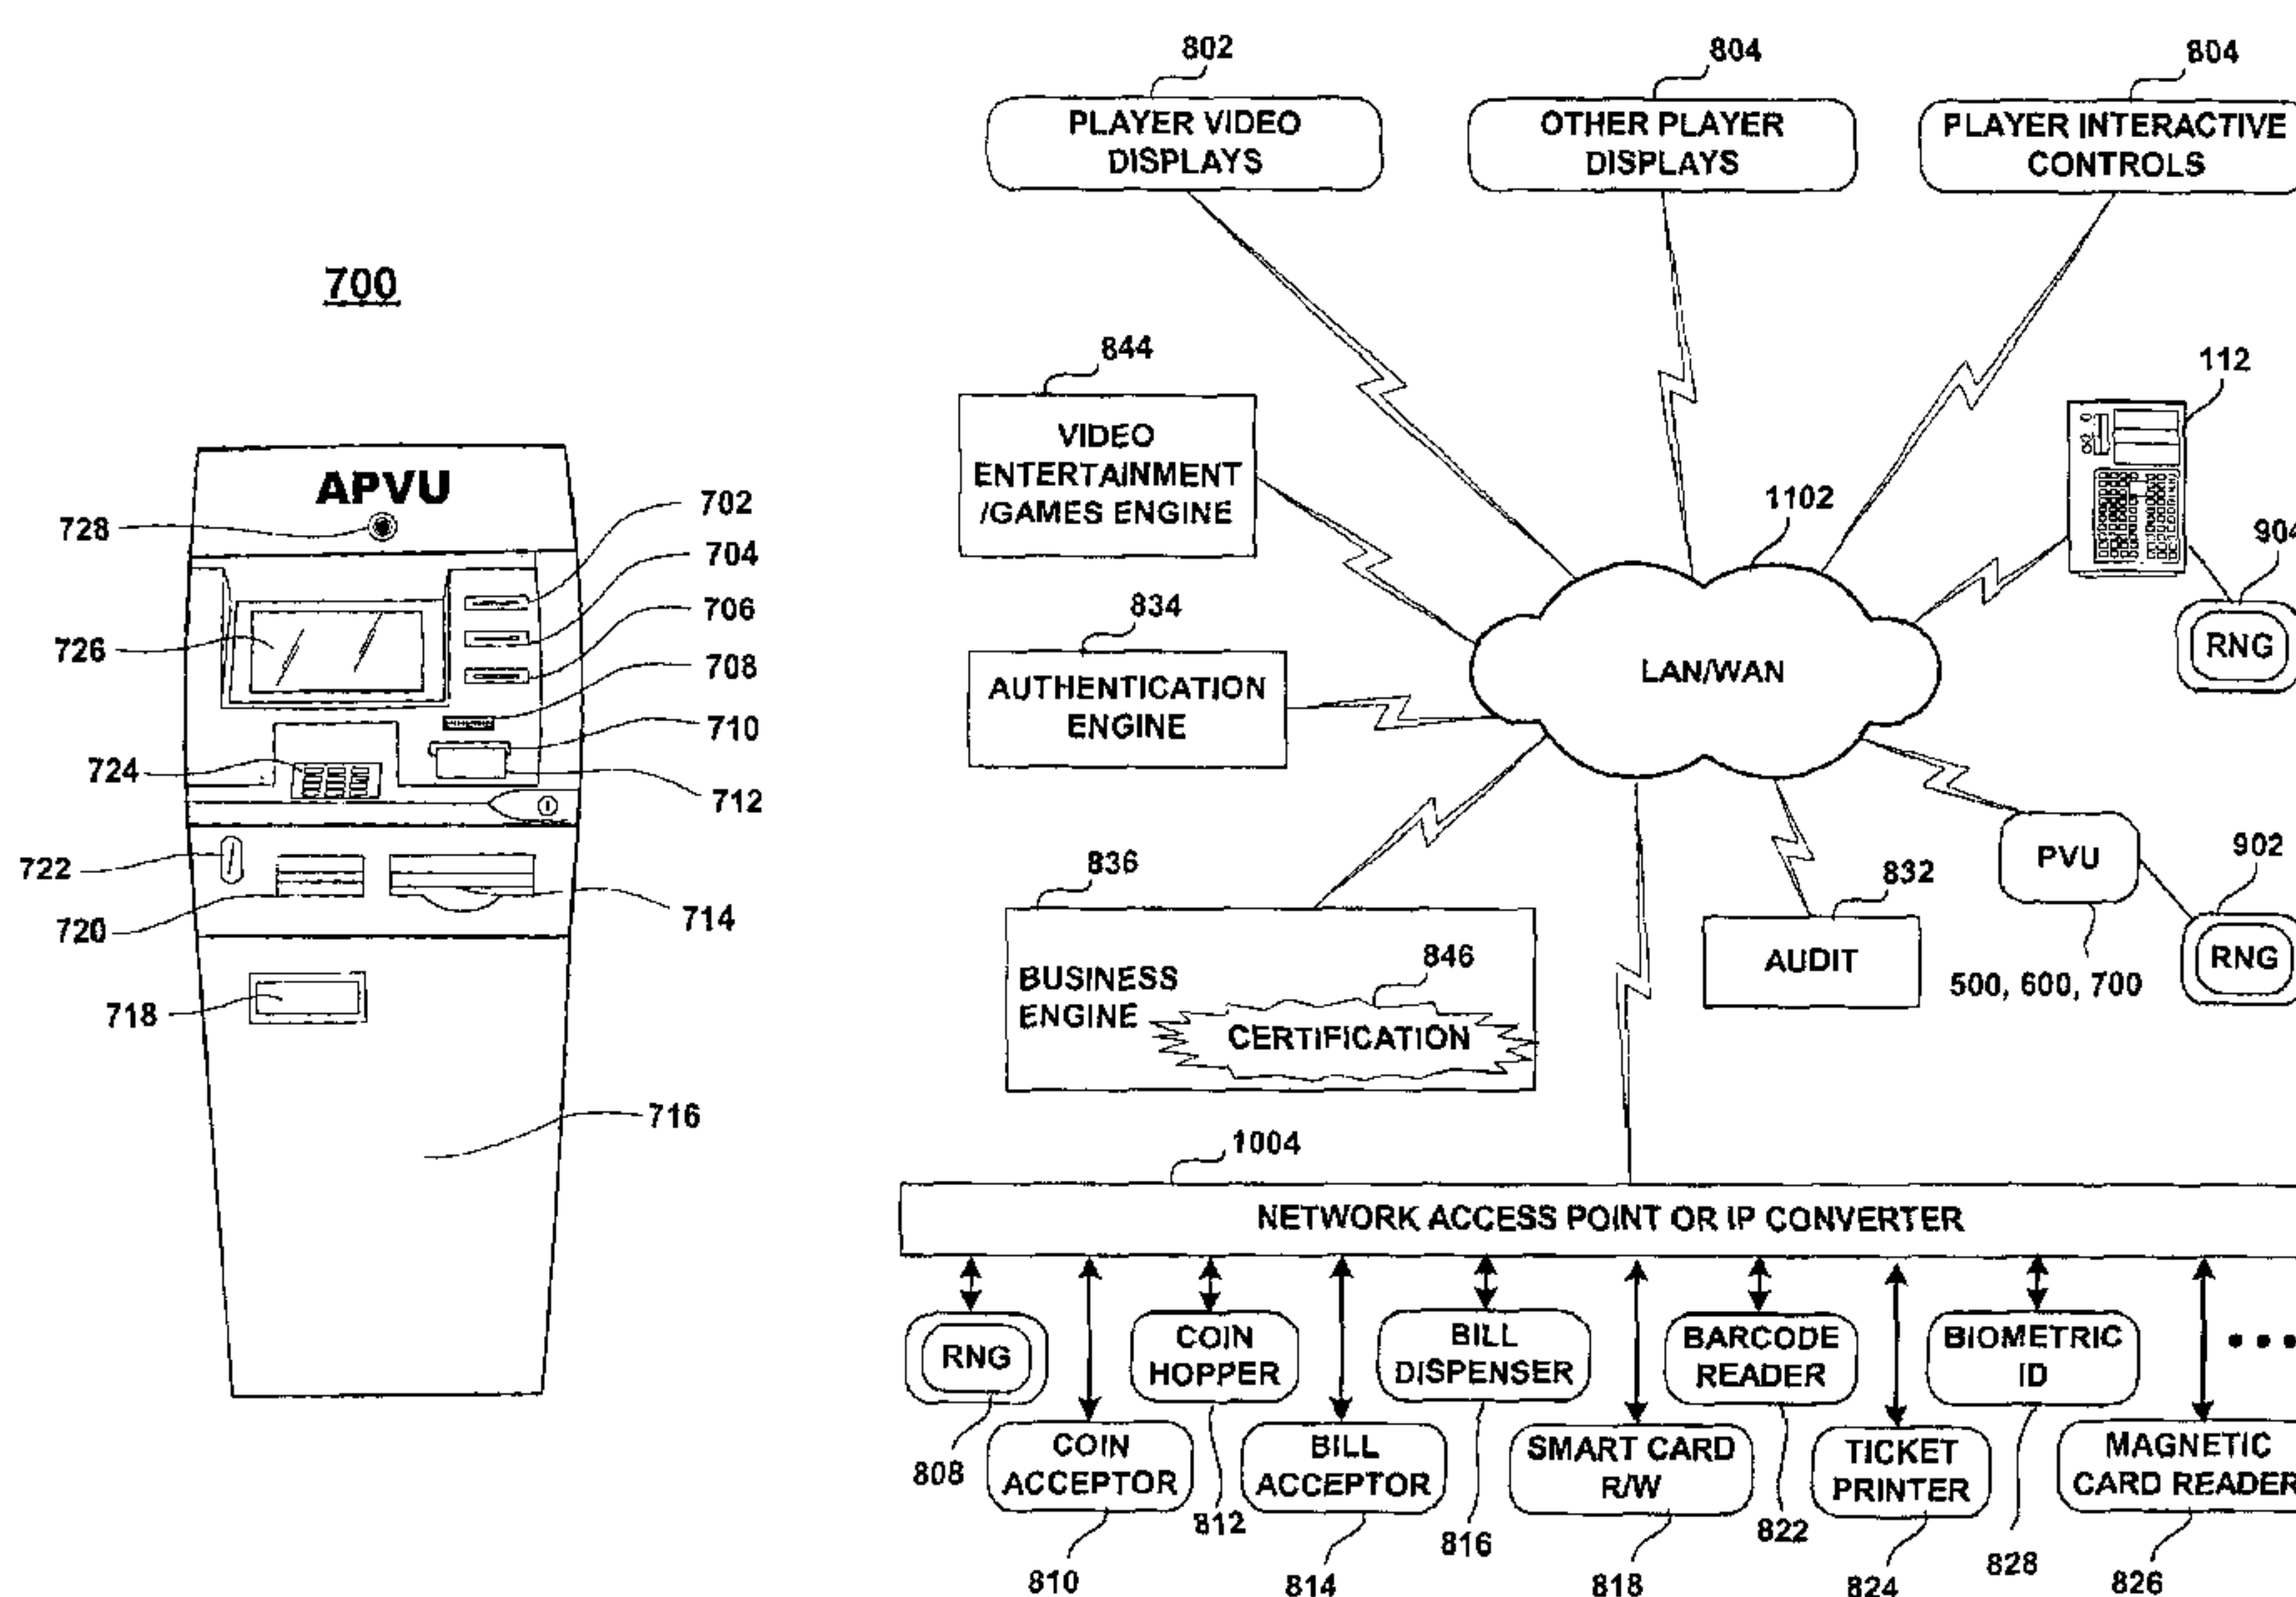 700
APVU
728
702
704
706
726
708
710
724
712
722
720
714
718
716
802
804
804
PLAYER VIDEO
DISPLAYS
OTHER PLAYER
DISPLAYS
PLAYER INTERACTIVE
CONTROLS
844
VIDEO
ENTERTAINMENT
/GAMES ENGINE
112
1102
904
RNG
834
AUTHENTICATION
ENGINE
LAN/WAN
836
BUSINESS
ENGINE
846
CERTIFICATION
832
AUDIT
PVU
902
RNG
500, 600, 700
1004
NETWORK ACCESS POINT OR IP CONVERTER
RNG
COIN
HOPPER
BILL
DISPENSER
BARCODE
READER
BIOMETRIC
ID
•••
808
COIN
ACCEPTOR
812
BILL
ACCEPTOR
816
SMART CARD
R/W
822
TICKET
PRINTER
828
MAGNETIC
CARD READER
810
814
818
824
826